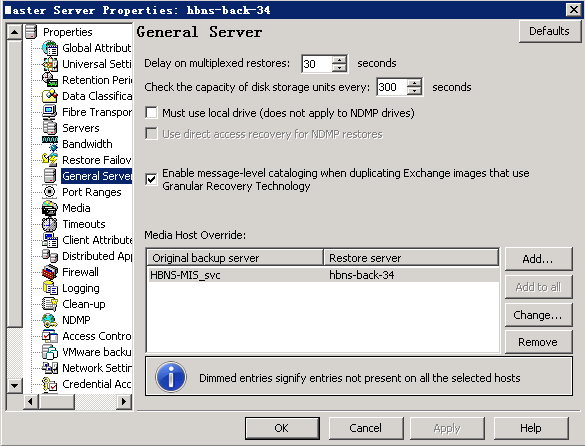 Master Server Properties: hbns-back-34
Properties
Global Attribut
Universal Setti
Retention Perio
Data Classifica
Fibre Transpor
Servers
Bandwidth
Restore Failov
General Server
Port Ranges
Media
Timeouts
Client Attribute
Distributed App
Firewall
Logging
Clean-up
NDMP
Access Contro
VMware backu
Network Settin
Credential Acc
General Server
Defaults
Delay on multiplexed restores: 30 seconds
Check the capacity of disk storage units every: 300 seconds
Must use local drive (does not apply to NDMP drives)
Use direct access recovery for NDMP restores
Enable message-level cataloging when duplicating Exchange images that use
Granular Recovery Technology
Media Host Override:
Original backup server Restore server
HBNS-MIS_svc hbns-back-34
Add...
Add to all
Change...
Remove
Dimmed entries signify entries not present on all the selected hosts
OK Cancel Apply Help